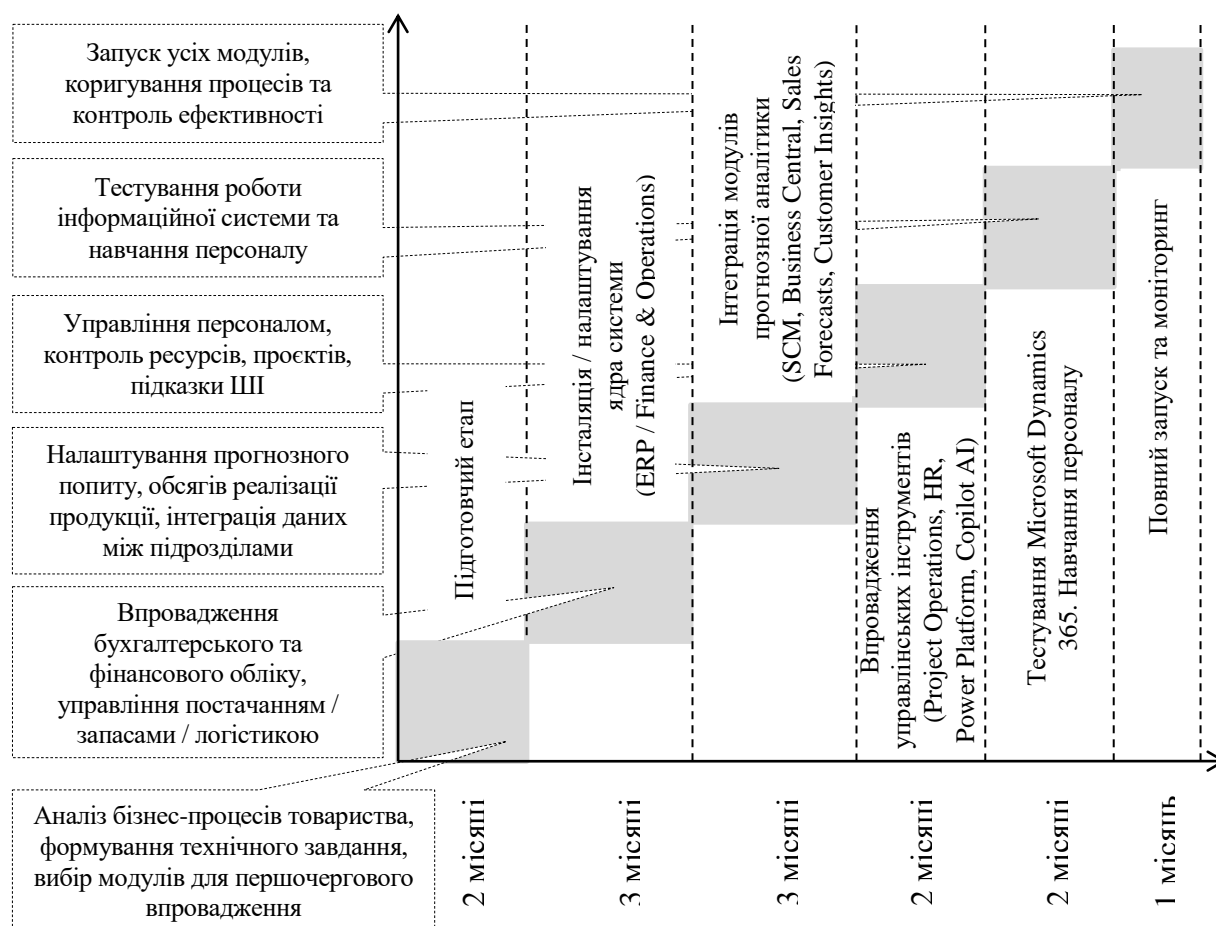 Запуск усіх модулів,
коригування процесів та
контроль ефективності
Тестування роботи
інформаційної системи та
навчання персоналу
Управління персоналом,
контроль ресурсів, проєктів,
підказки ШІ
Налаштування прогнозного
попиту, обсягів реалізації
продукції, інтеграція даних
між підрозділами
Впровадження
бухгалтерського та
фінансового обліку,
управління постачанням /
запасами / логістикою
Аналіз бізнес-процесів товариства,
формування технічного завдання,
вибір модулів для першочергового
впровадження
Підготовчий етап
Інсталяція / налаштування
ядра системи
(ERP / Finance & Operations)
Інтеграція модулів
прогнозної аналітики
(SCM, Business Central, Sales
Forecasts, Customer Insights)
Впровадження
управлінських інструментів
(Project Operations, HR,
Power Platform, Copilot AI)
Тестування Microsoft Dynamics
365. Навчання персоналу
Повний запуск та моніторинг
2 місяці
3 місяці
3 місяці
2 місяці
2 місяці
1 місяць